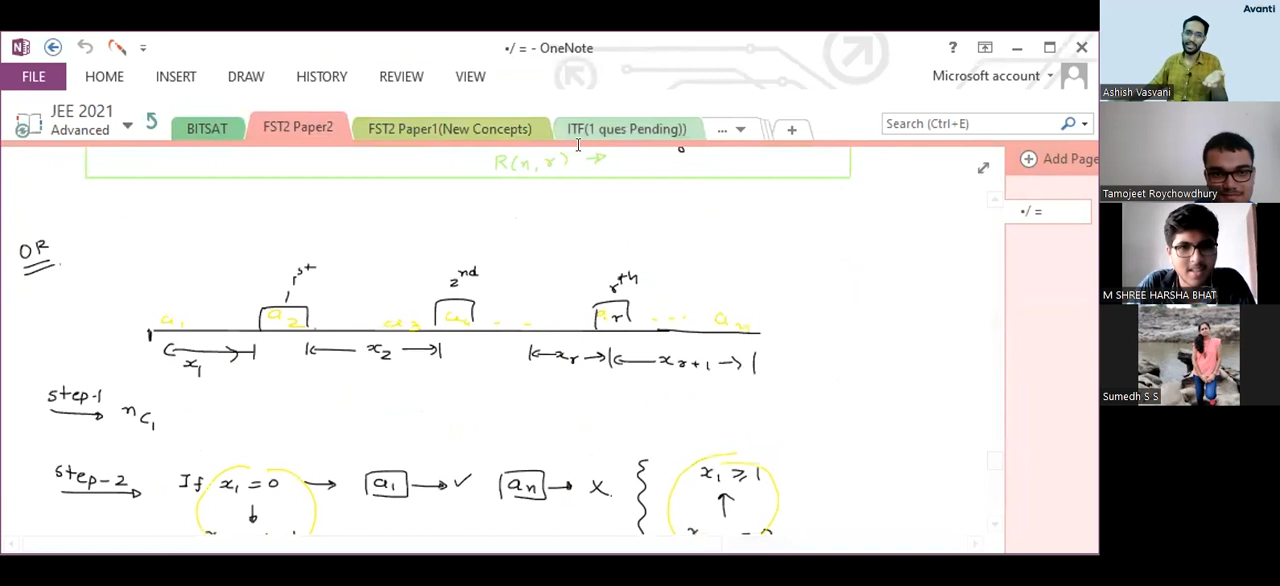 Avanti
•/ = - OneNote
FILE HOME INSERT DRAW HISTORY REVIEW VIEW
Microsoft account
Ashish Vasvani
JEE 2021
Advanced
BITSAT
FST2 Paper2
FST2 Paper1(New Concepts)
ITF(1 ques Pending))
...
+
Search (Ctrl+E)
R(n, r) →
Add Page
•/ =
Tamojeet Roychowdhury
OR
1st 2nd rth
a1 a2 a3 ... ... an
x1 x2 xr xr+1
M SHREE HARSHA BHAT
Sumedh S S
step-1 → nC1
step-2 → If x1 = 0 → a1 → ✓ an → X { x1 ≥ 1